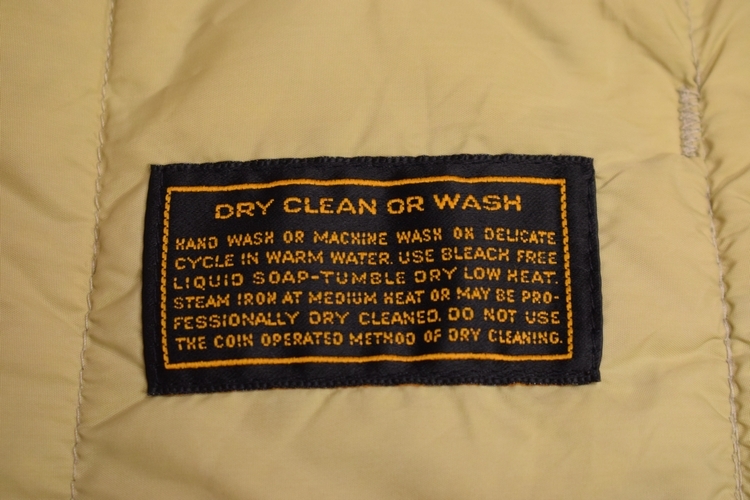 DRY CLEAN OR WASH
HAND WASH OR MACHINE WASH ON DELICATE
CYCLE IN WARM WATER. USE BLEACH FREE
LIQUID SOAP-TUMBLE DRY LOW HEAT.
STEAM IRON AT MEDIUM HEAT OR MAY BE PRO-
FESSIONALLY DRY CLEANED. DO NOT USE
THE COIN OPERATED METHOD OF DRY CLEANING.